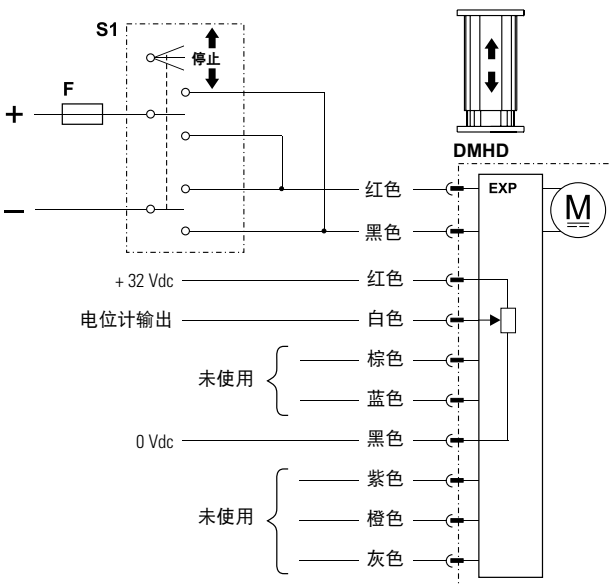 S1
停止
F
+
–
DMHD
EXP
M
红色
黑色
+ 32 Vdc
红色
电位计输出
白色
未使用
棕色
蓝色
0 Vdc
黑色
未使用
紫色
橙色
灰色